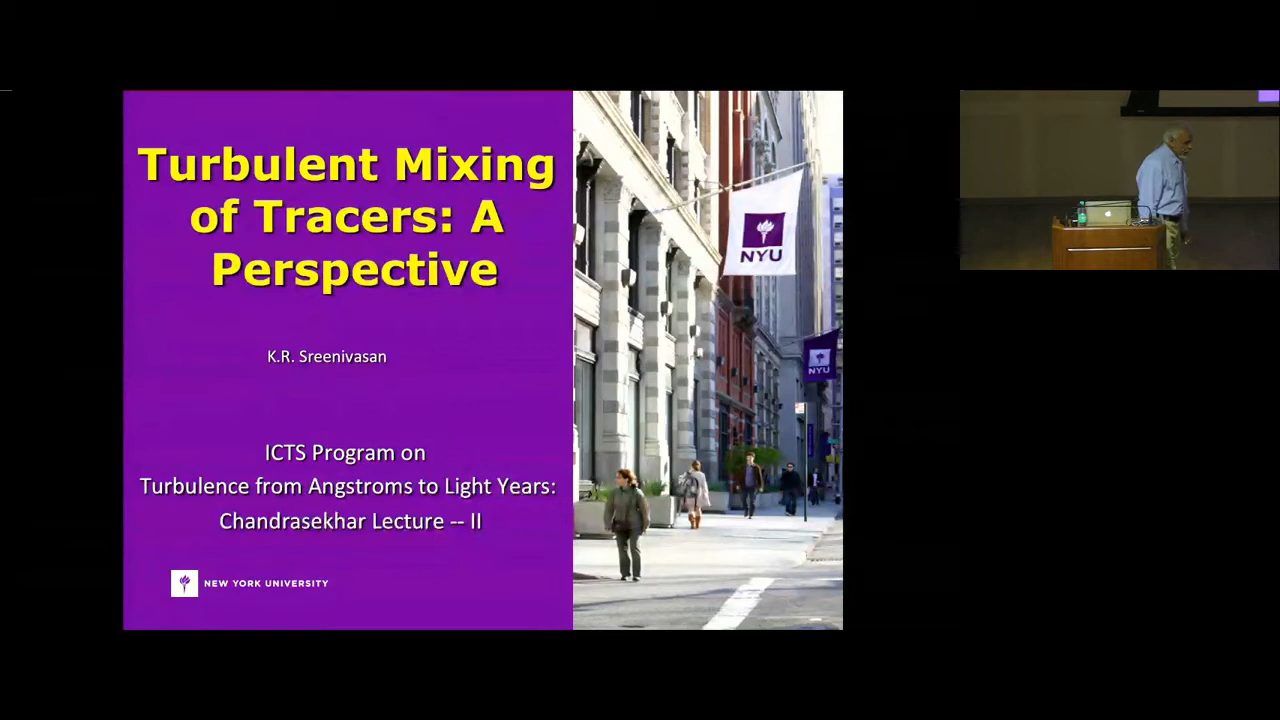 Turbulent Mixing
of Tracers: A
Perspective
K.R. Sreenivasan
ICTS Program on
Turbulence from Angstroms to Light Years:
Chandrasekhar Lecture -- II
NEW YORK UNIVERSITY
NYU
NYU